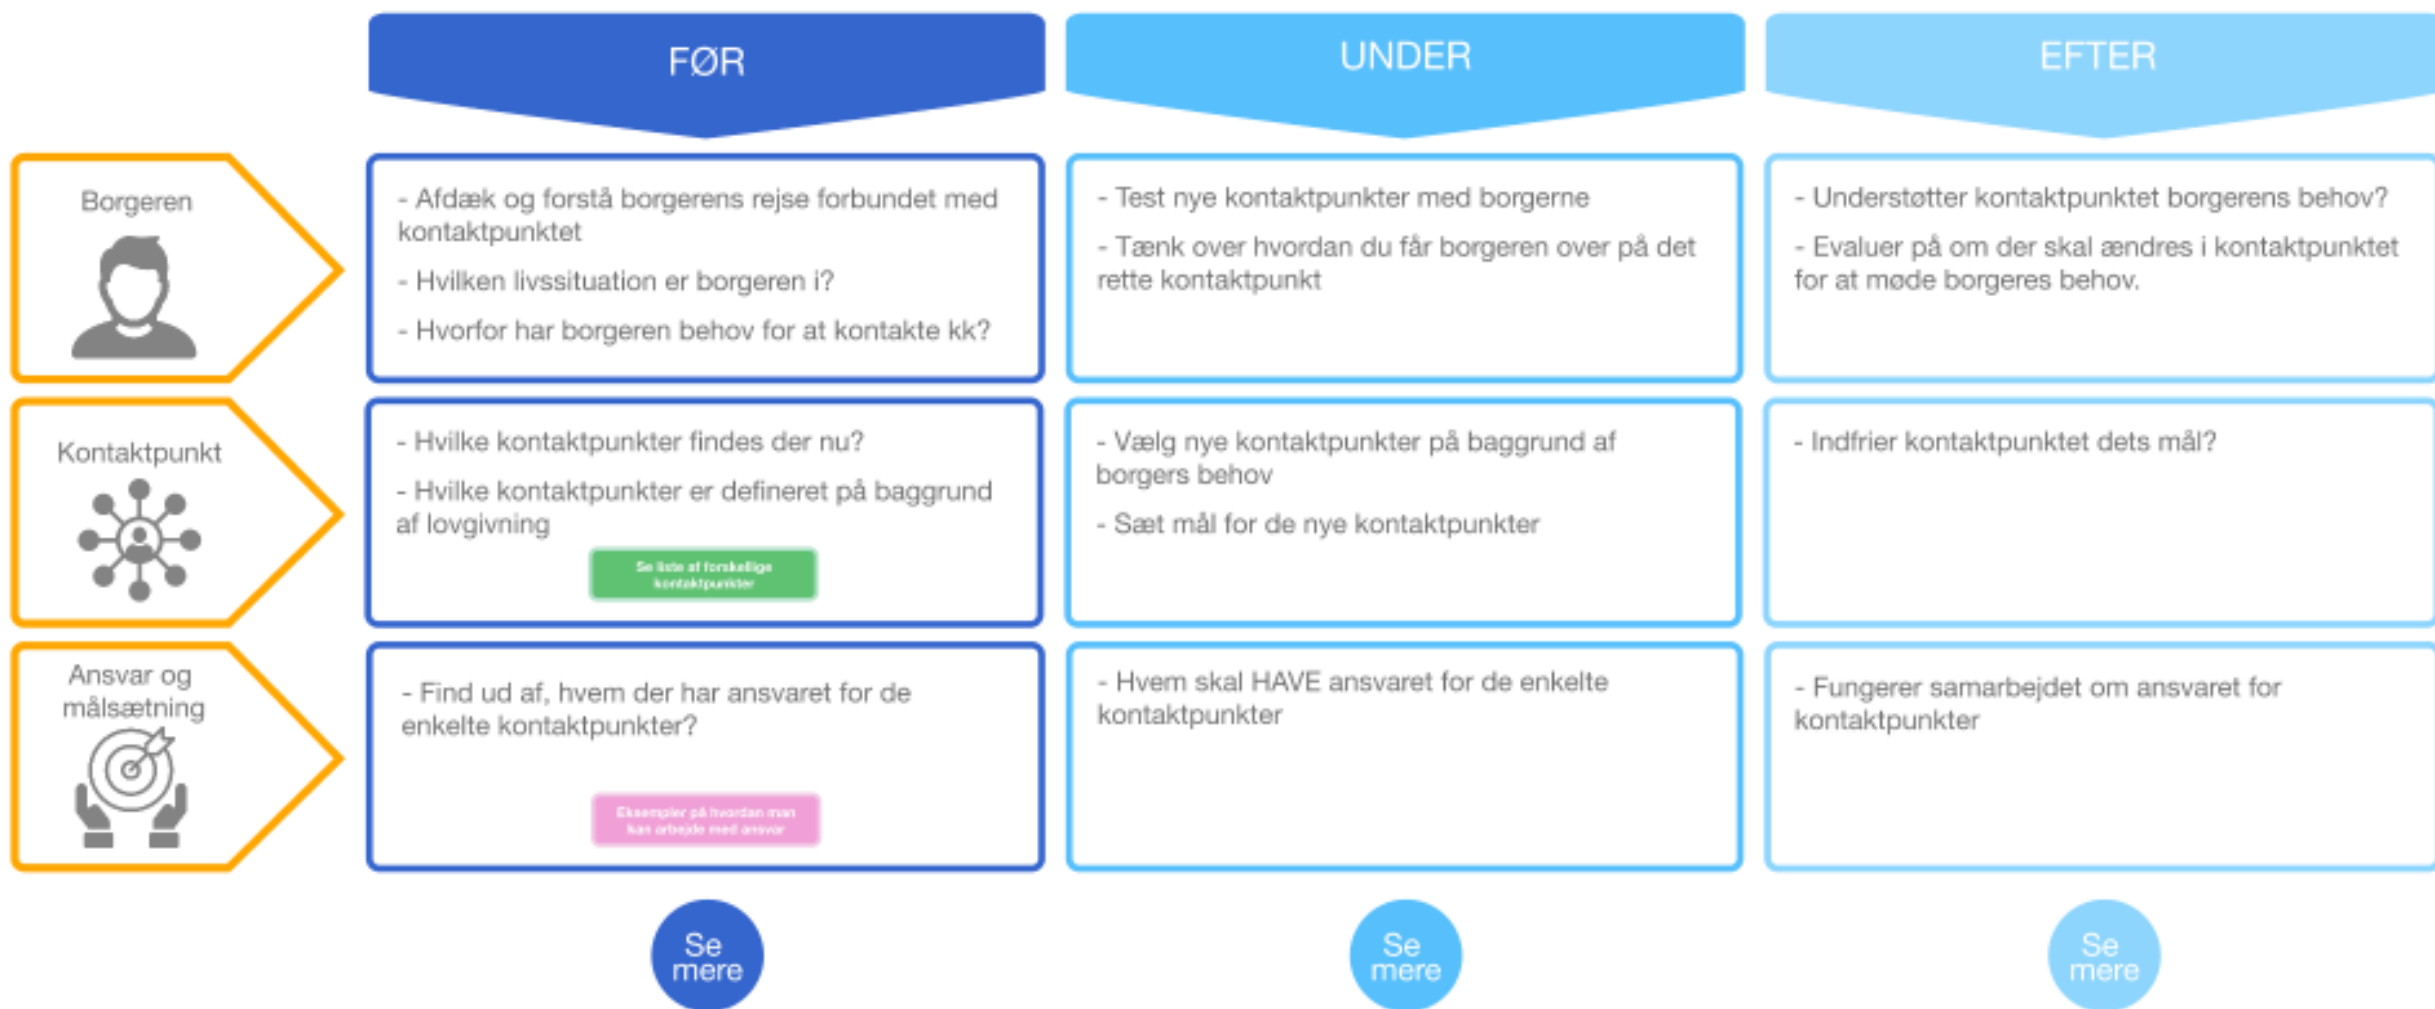 FØR
UNDER
EFTER
Borgeren
- Afdæk og forstå borgerens rejse forbundet med
kontaktpunktet
- Hvilken livssituation er borgeren i?
- Hvorfor har borgeren behov for at kontakte kk?
- Test nye kontaktpunkter med borgerne
- Tænk over hvordan du får borgeren over på det
rette kontaktpunkt
- Understøtter kontaktpunktet borgerens behov?
- Evaluer på om der skal ændres i kontaktpunktet
for at møde borgeres behov.
Kontaktpunkt
- Hvilke kontaktpunkter findes der nu?
- Hvilke kontaktpunkter er defineret på baggrund
af lovgivning
Se liste af forskellige
kontaktpunkter
- Vælg nye kontaktpunkter på baggrund af
borgers behov
- Sæt mål for de nye kontaktpunkter
- Indfrier kontaktpunktet dets mål?
Ansvar og
målsætning
- Find ud af, hvem der har ansvaret for de
enkelte kontaktpunkter?
Eksempler på hvordan man
kan arbejde med ansvar
- Hvem skal HAVE ansvaret for de enkelte
kontaktpunkter
- Fungerer samarbejdet om ansvaret for
kontaktpunkter
Se
mere
Se
mere
Se
mere